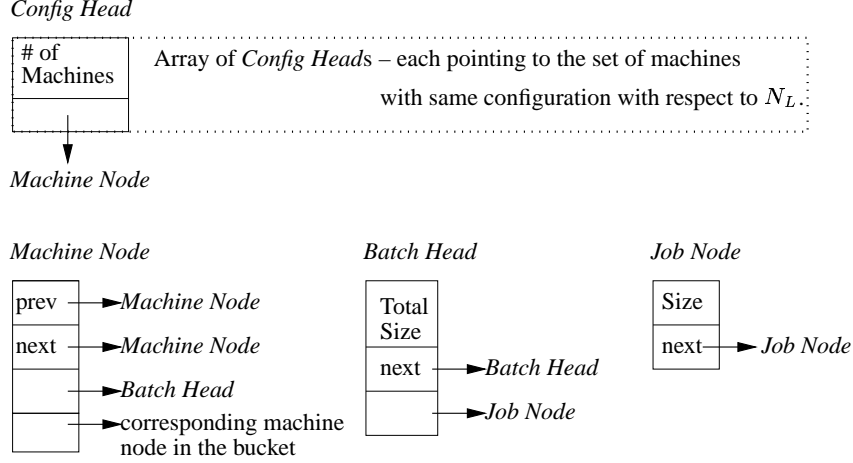 Config Head
# of
Machines
Array of Config Heads – each pointing to the set of machines
with same configuration with respect to N_L.
Machine Node
Machine Node
Batch Head
Job Node
prev
Machine Node
next
Machine Node
Batch Head
corresponding machine
node in the bucket
Total
Size
next
Batch Head
Job Node
Size
next
Job Node